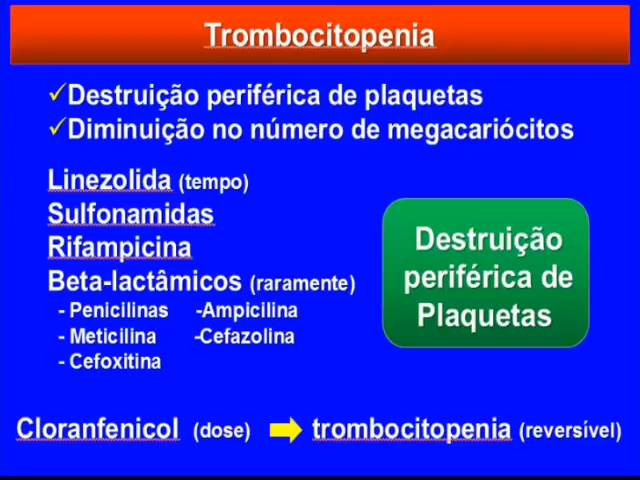 Trombocitopenia
✓Destruição periférica de plaquetas
✓Diminuição no número de megacariócitos
Linezolida (tempo)
Sulfonamidas
Rifampicina
Beta-lactâmicos (raramente)
- Penicilinas -Ampicilina
- Meticilina -Cefazolina
- Cefoxitina
Destruição
periférica de
Plaquetas
Cloranfenicol (dose) trombocitopenia (reversível)